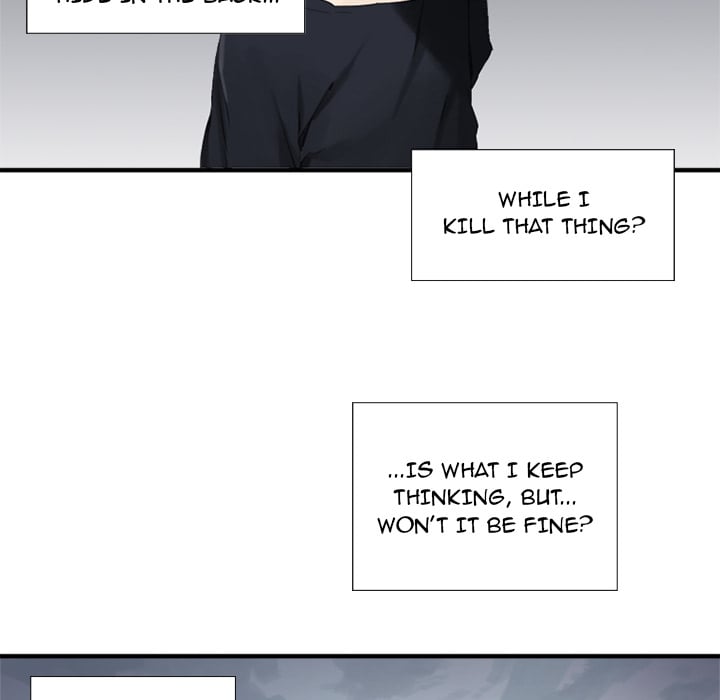 WHILE I
KILL THAT THING?
...IS WHAT I KEEP
THINKING, BUT...
WON'T IT BE FINE?